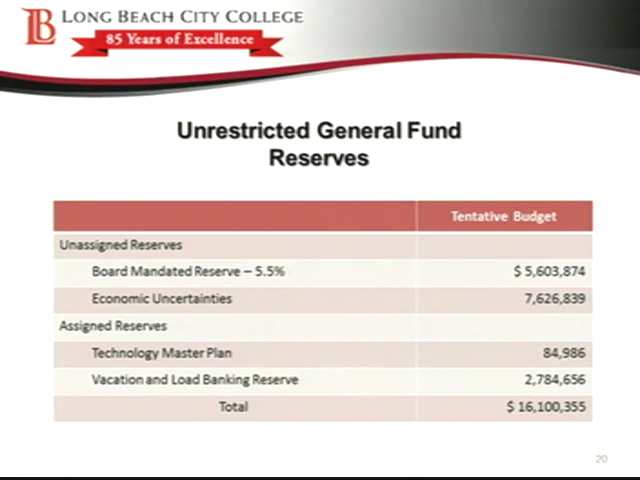 LB LONG BEACH CITY COLLEGE
85 Years of Excellence
Unrestricted General Fund
Reserves
Tentative Budget
Unassigned Reserves
Board Mandated Reserve – 5.5% $ 5,603,874
Economic Uncertainties 7,626,839
Assigned Reserves
Technology Master Plan 84,986
Vacation and Load Banking Reserve 2,784,656
Total $ 16,100,355
20